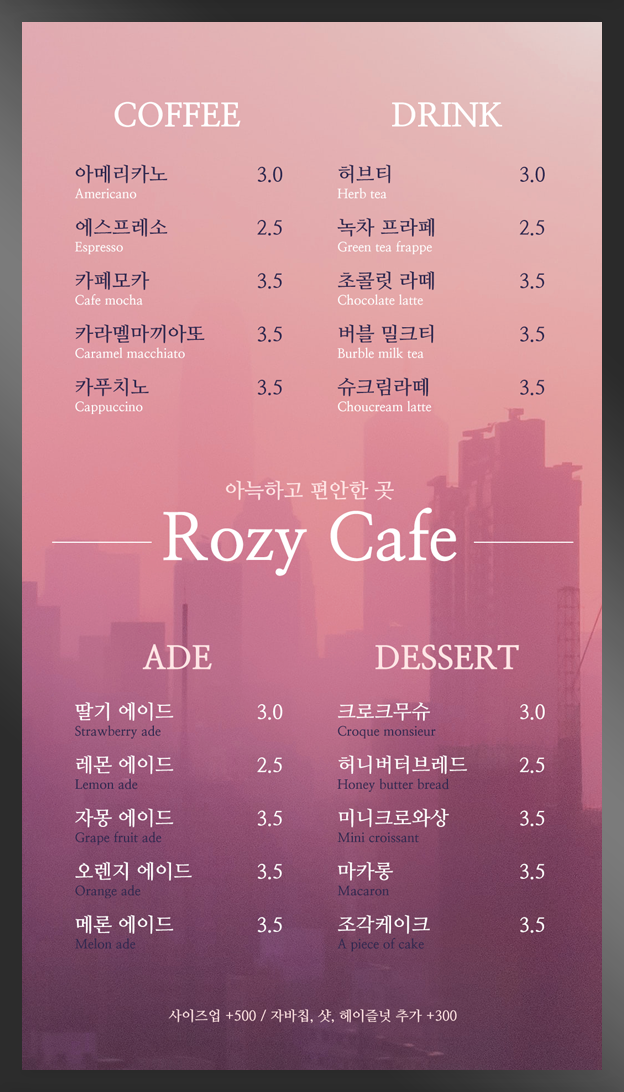 COFFEE
아메리카노 3.0
Americano
에스프레소 2.5
Espresso
카페모카 3.5
Cafe mocha
카라멜마끼아또 3.5
Caramel macchiato
카푸치노 3.5
Cappuccino
DRINK
허브티 3.0
Herb tea
녹차 프라페 2.5
Green tea frappe
초콜릿 라떼 3.5
Chocolate latte
버블 밀크티 3.5
Burble milk tea
슈크림라떼 3.5
Choucream latte
아늑하고 편안한 곳
Rozy Cafe
ADE
딸기 에이드 3.0
Strawberry ade
레몬 에이드 2.5
Lemon ade
자몽 에이드 3.5
Grape fruit ade
오렌지 에이드 3.5
Orange ade
메론 에이드 3.5
Melon ade
DESSERT
크로크무슈 3.0
Croque monsieur
허니버터브레드 2.5
Honey butter bread
미니크로와상 3.5
Mini croissant
마카롱 3.5
Macaron
조각케이크 3.5
A piece of cake
사이즈업 +500 / 자바칩, 샷, 헤이즐넛 추가 +300